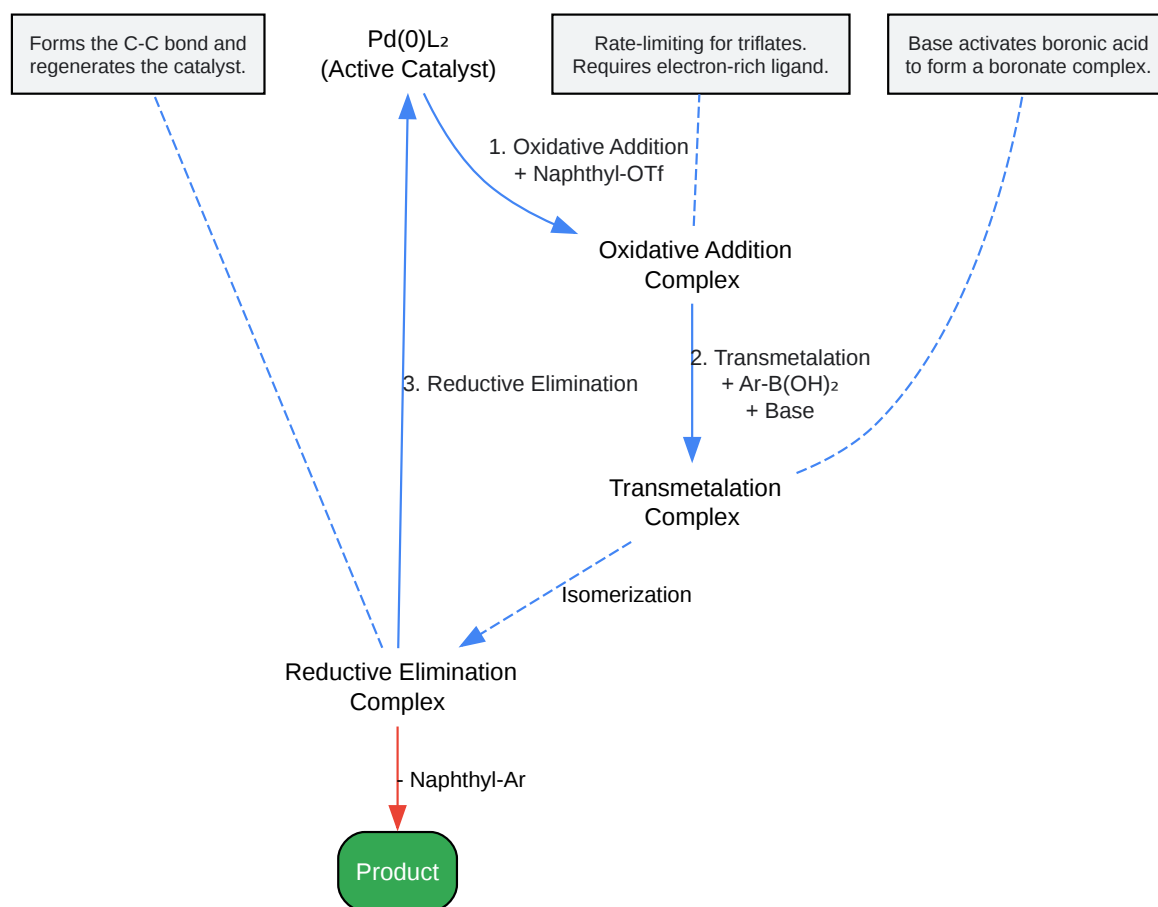 Forms the C-C bond and
regenerates the catalyst.
Pd(0)L₂
(Active Catalyst)
Rate-limiting for triflates.
Requires electron-rich ligand.
Base activates boronic acid
to form a boronate complex.
1. Oxidative Addition
+ Naphthyl-OTf
Oxidative Addition
Complex
3. Reductive Elimination
2. Transmetalation
+ Ar-B(OH)₂
+ Base
Transmetalation
Complex
Isomerization
Reductive Elimination
Complex
- Naphthyl-Ar
Product